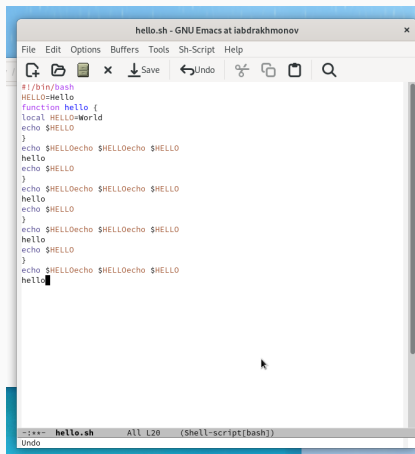 hello.sh - GNU Emacs at iabdrakhmonov
File Edit Options Buffers Tools Sh-Script Help
Save Undo
#!/bin/bash
HELLO=Hello
function hello {
local HELLO=World
echo $HELLO
}
echo $HELLOecho $HELLOecho $HELLO
hello
echo $HELLO
}
echo $HELLOecho $HELLOecho $HELLO
hello
echo $HELLO
}
echo $HELLOecho $HELLOecho $HELLO
hello
echo $HELLO
}
echo $HELLOecho $HELLOecho $HELLO
hello
-:**- hello.sh All L20 (Shell-script[bash])
Undo